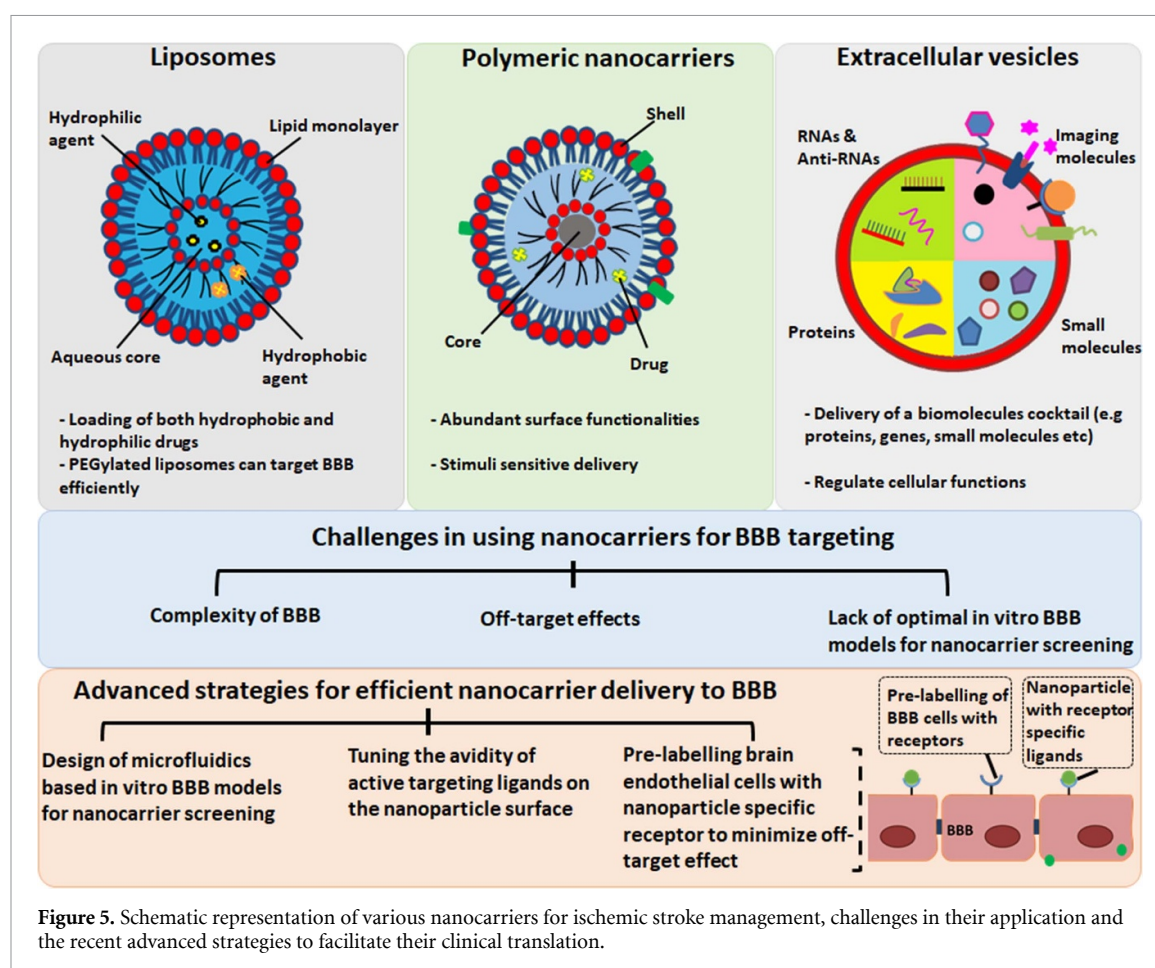 Liposomes
Hydrophilic
agent
Lipid monolayer
Aqueous core
Hydrophobic
agent
- Loading of both hydrophobic and
hydrophilic drugs
- PEGylated liposomes can target BBB
efficiently
Polymeric nanocarriers
Shell
Core
Drug
- Abundant surface functionalities
- Stimuli sensitive delivery
Extracellular vesicles
RNAs &
Anti-RNAs
Imaging
molecules
Proteins
Small
molecules
- Delivery of a biomolecules cocktail (e.g
proteins, genes, small molecules etc)
- Regulate cellular functions
Challenges in using nanocarriers for BBB targeting
Complexity of BBB
Off-target effects
Lack of optimal in vitro BBB
models for nanocarrier screening
Advanced strategies for efficient nanocarrier delivery to BBB
Design of microfluidics
based in vitro BBB models
for nanocarrier screening
Tuning the avidity of
active targeting ligands on
the nanoparticle surface
Pre-labelling brain
endothelial cells with
nanoparticle specific
receptor to minimize off-
target effect
Pre-labelling of
BBB cells with
receptors
Nanoparticle
with receptor
specific
ligands
BBB
Figure 5. Schematic representation of various nanocarriers for ischemic stroke management, challenges in their application and
the recent advanced strategies to facilitate their clinical translation.